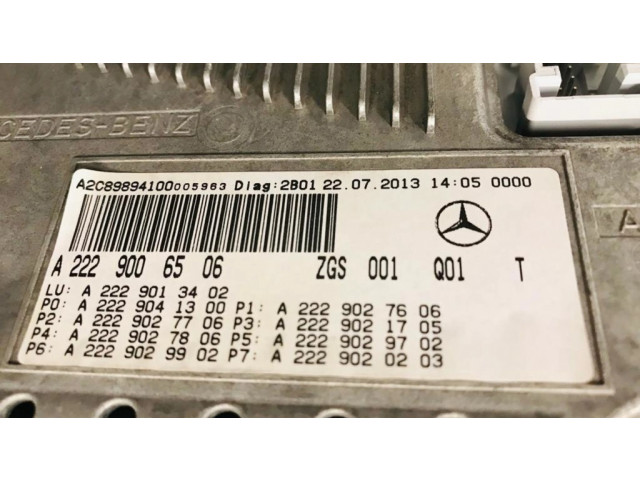 CEDES-BENZ
A2C89894100005963 Diag:2B01 22.07.2013 14:05 0000
A 222 900 65 06 ZGS 001 Q01 T
LU: A 222 901 34 02
P0: A 222 904 13 00 P1: A 222 902 76 06
P2: A 222 902 77 06 P3: A 222 902 17 05
P4: A 222 902 78 06 P5: A 222 902 97 02
P6: A 222 902 99 02 P7: A 222 902 02 03
A